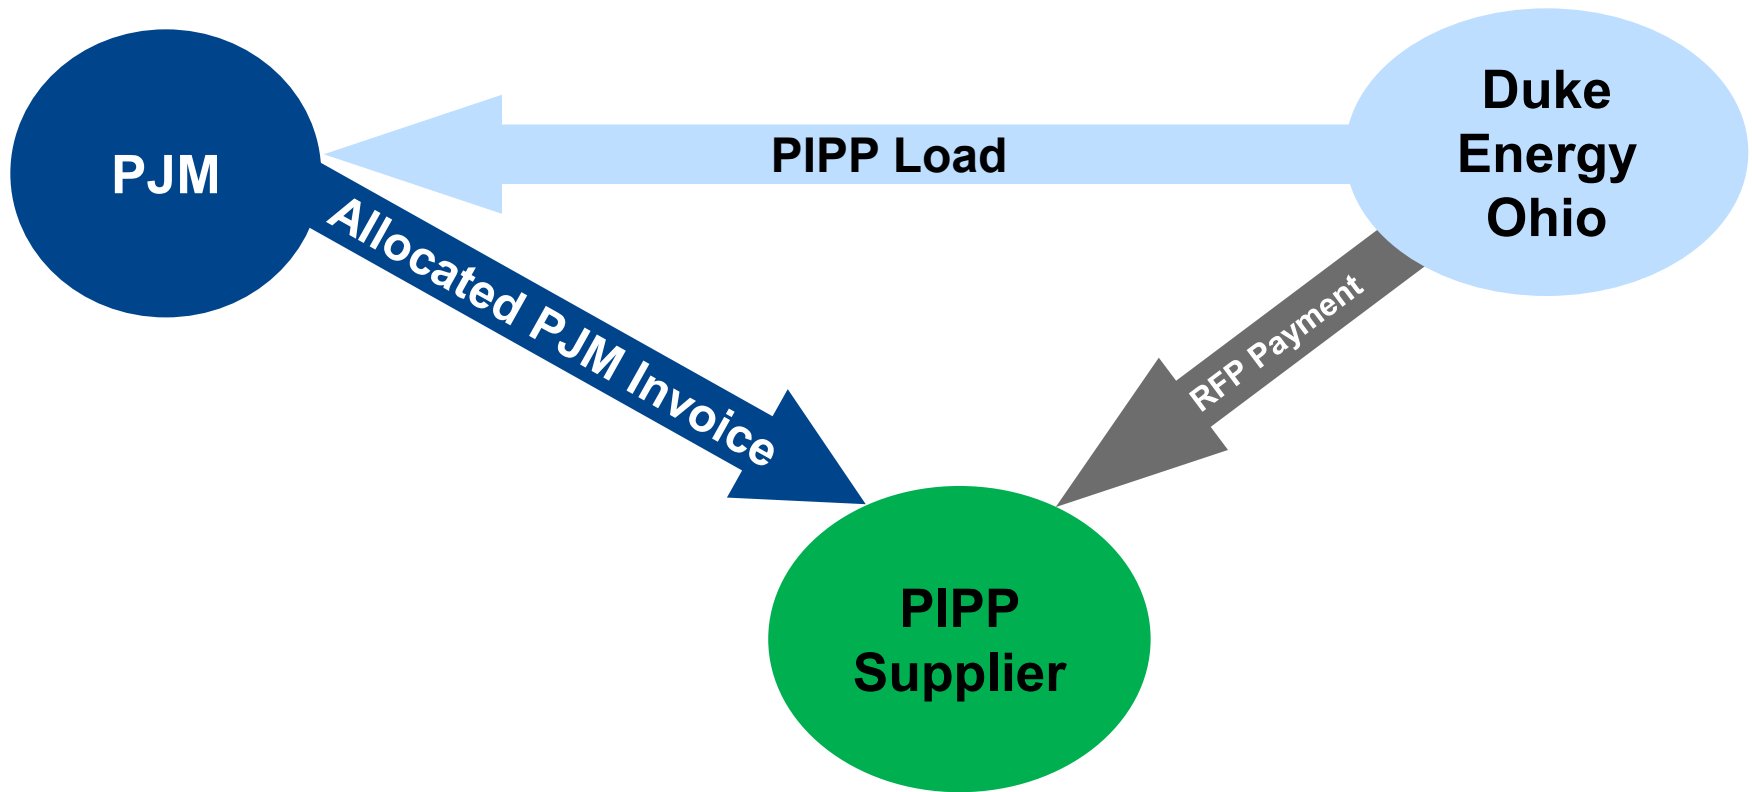 PJM
PIPP Load
Duke
Energy
Ohio
Allocated PJM Invoice
RFP Payment
PIPP
Supplier